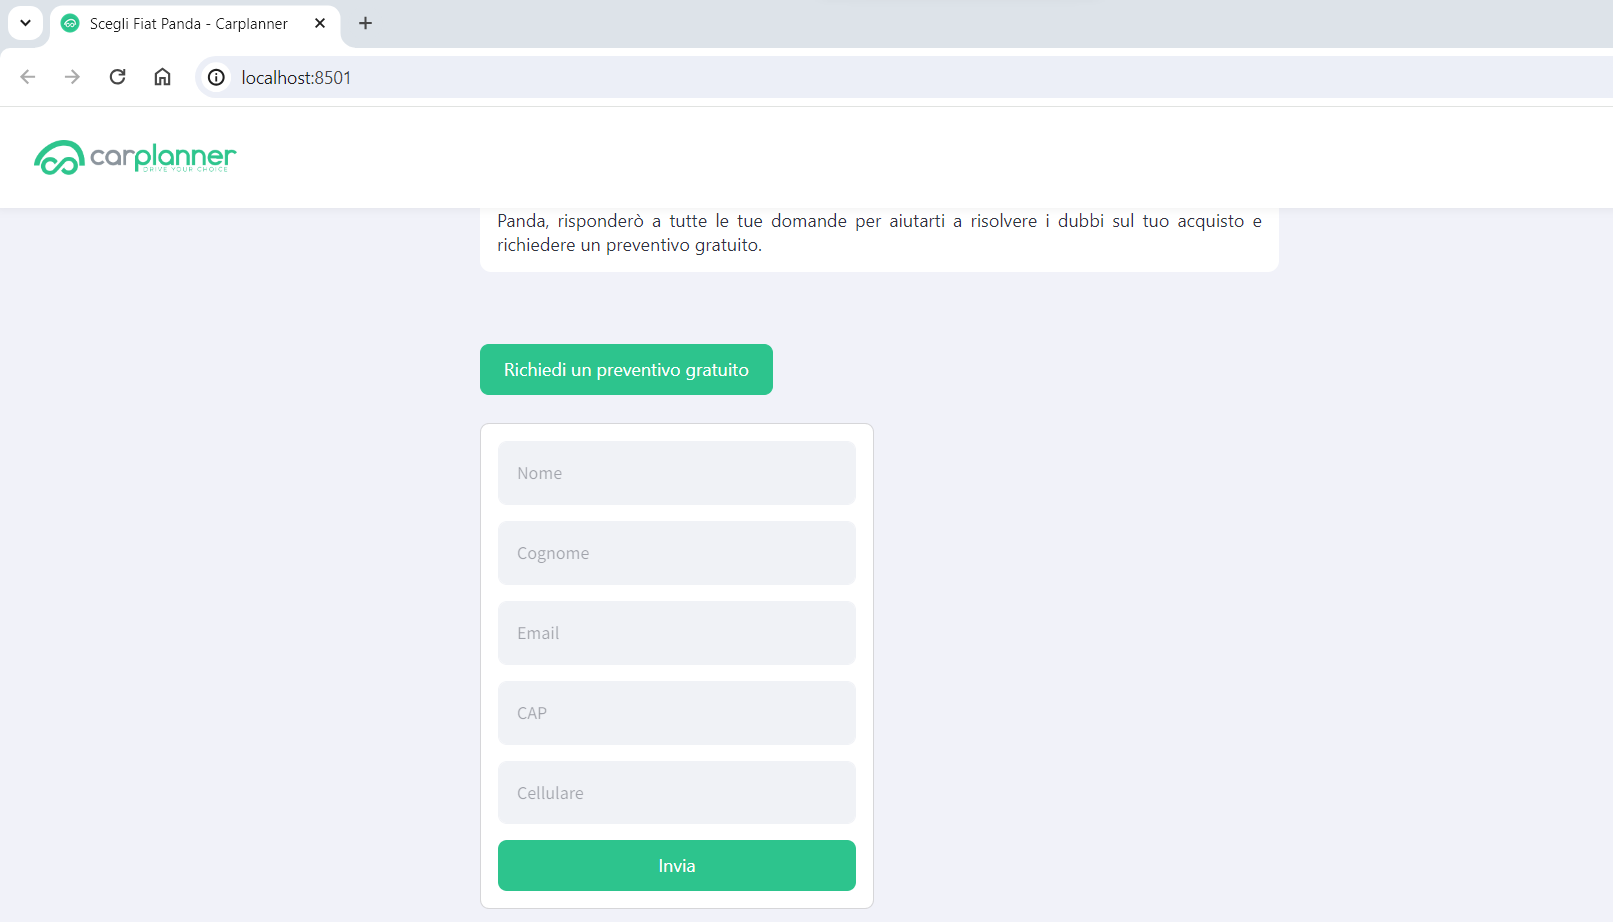 Scegli Fiat Panda - Carplanner
localhost:8501
carplanner
DRIVE YOUR CHOICE
Panda, risponderò a tutte le tue domande per aiutarti a risolvere i dubbi sul tuo acquisto e
richiedere un preventivo gratuito.
Richiedi un preventivo gratuito
Nome
Cognome
Email
CAP
Cellulare
Invia